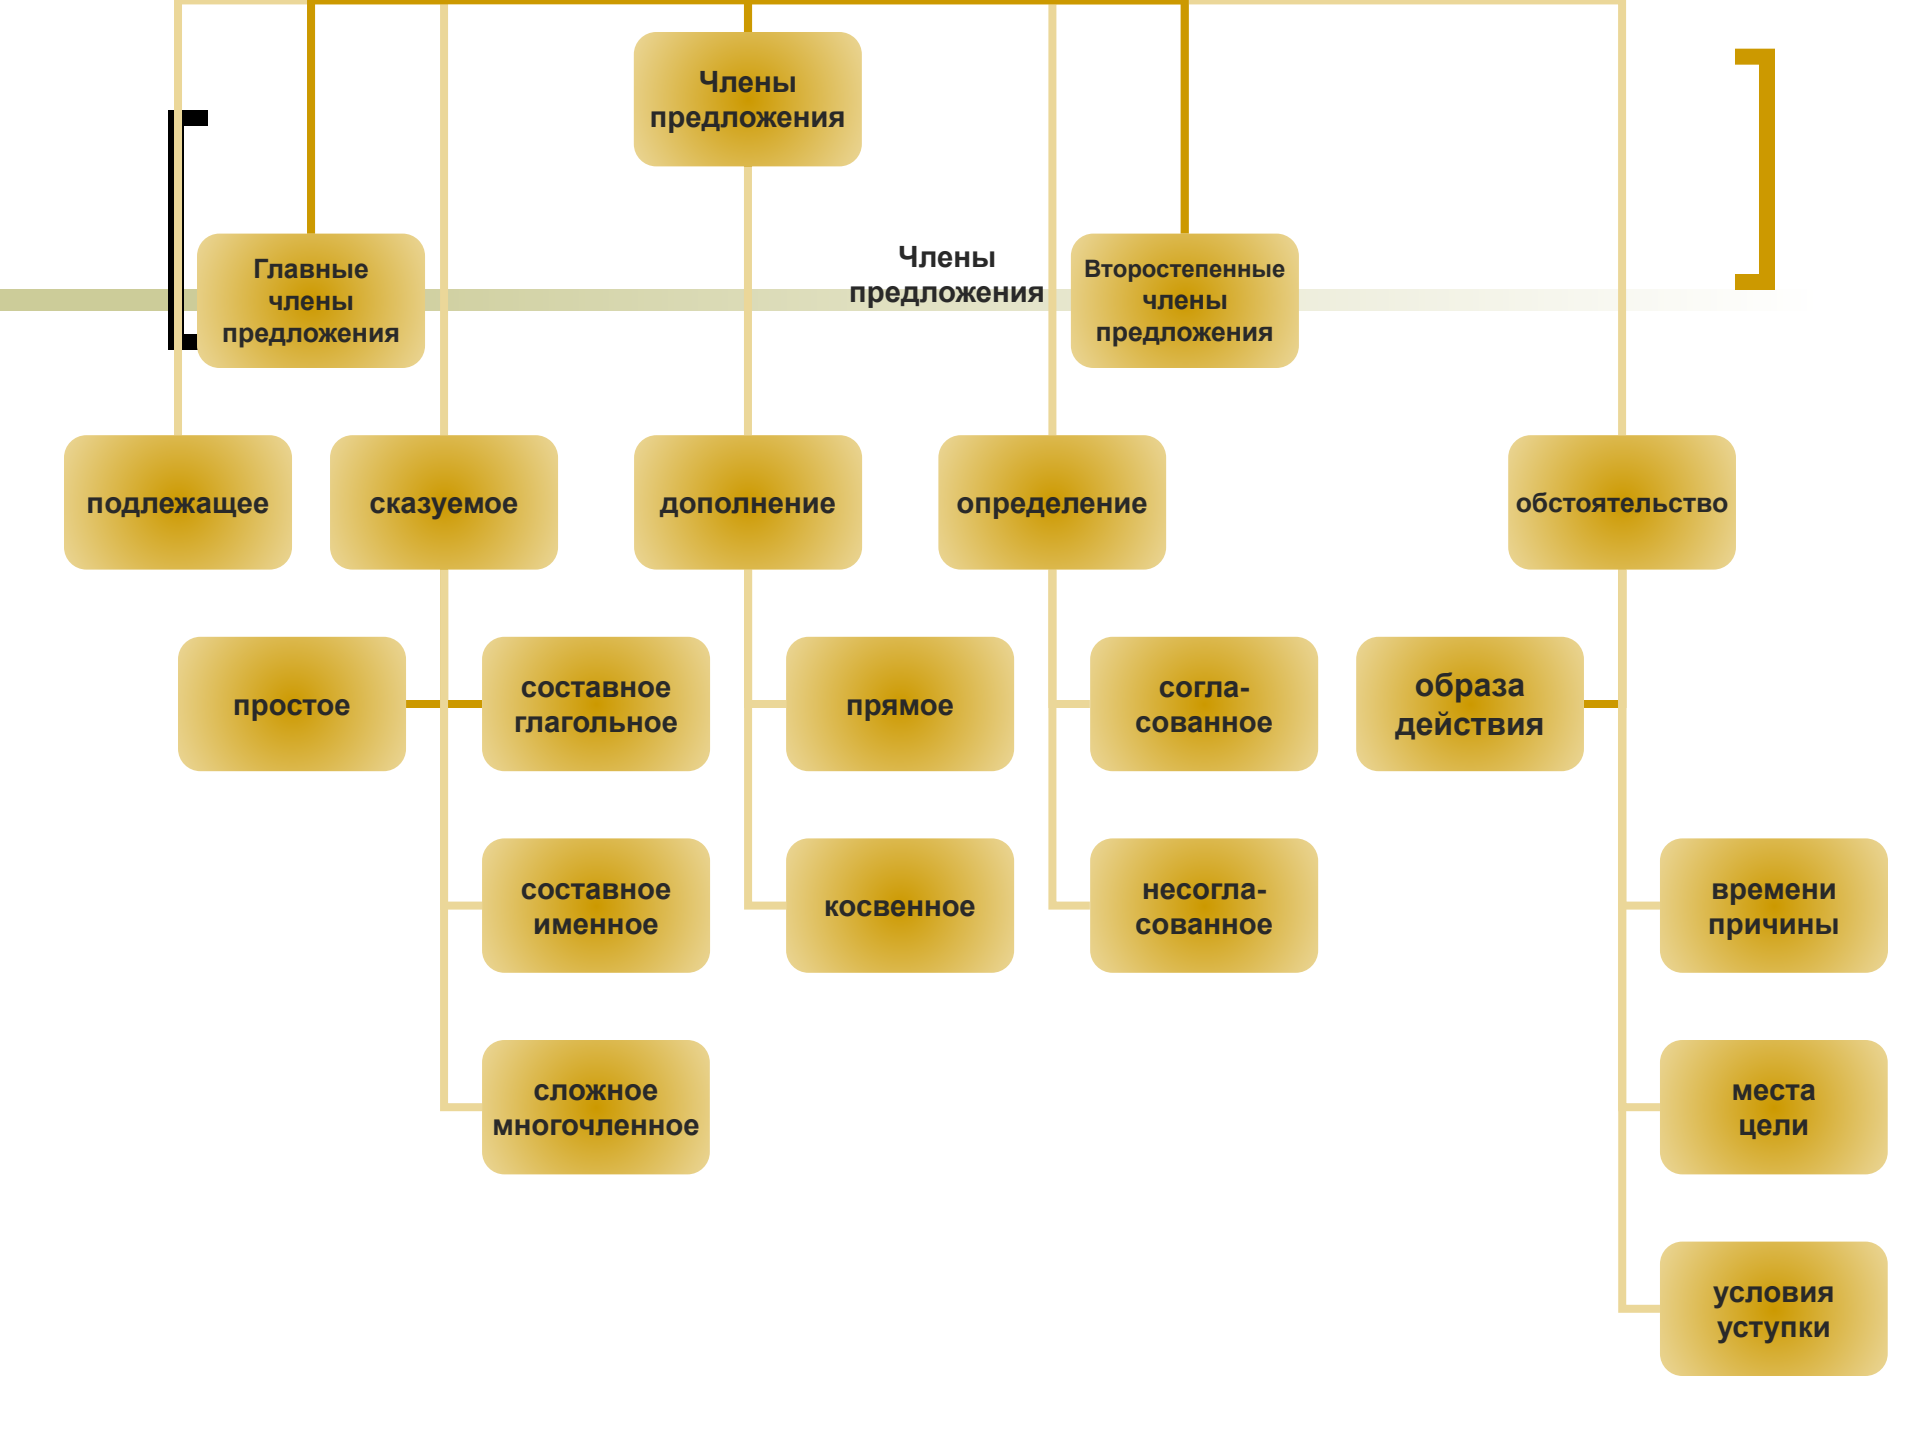 Члены
предложения
Главные
члены
предложения
Члены
предложения
Второстепенные
члены
предложения
подлежащее
сказуемое
дополнение
определение
обстоятельство
простое
составное
глагольное
прямое
согла-
сованное
образа
действия
составное
именное
косвенное
несогла-
сованное
времени
причины
сложное
многочленное
места
цели
условия
уступки